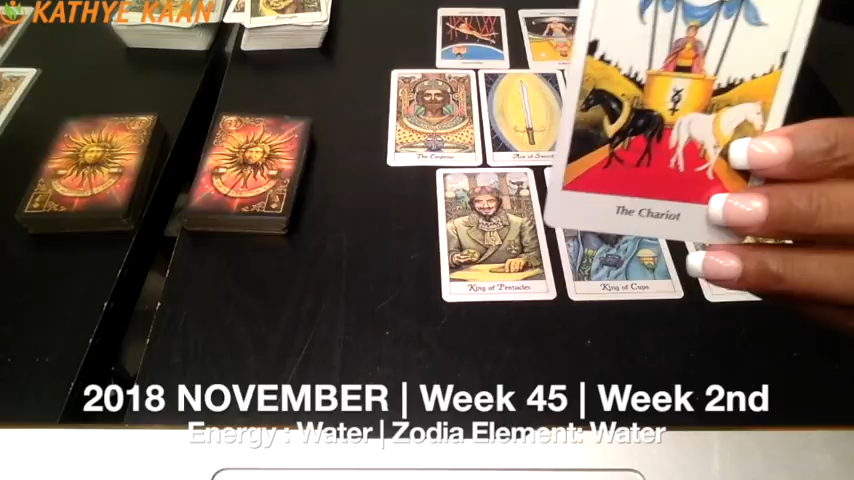 KATHYE KAAN
The Emperor
Ace of Swords
The Chariot
King of Pentacles
King of Cups
2018 NOVEMBER | Week 45 | Week 2nd
Energy : Water | Zodia Element: Water